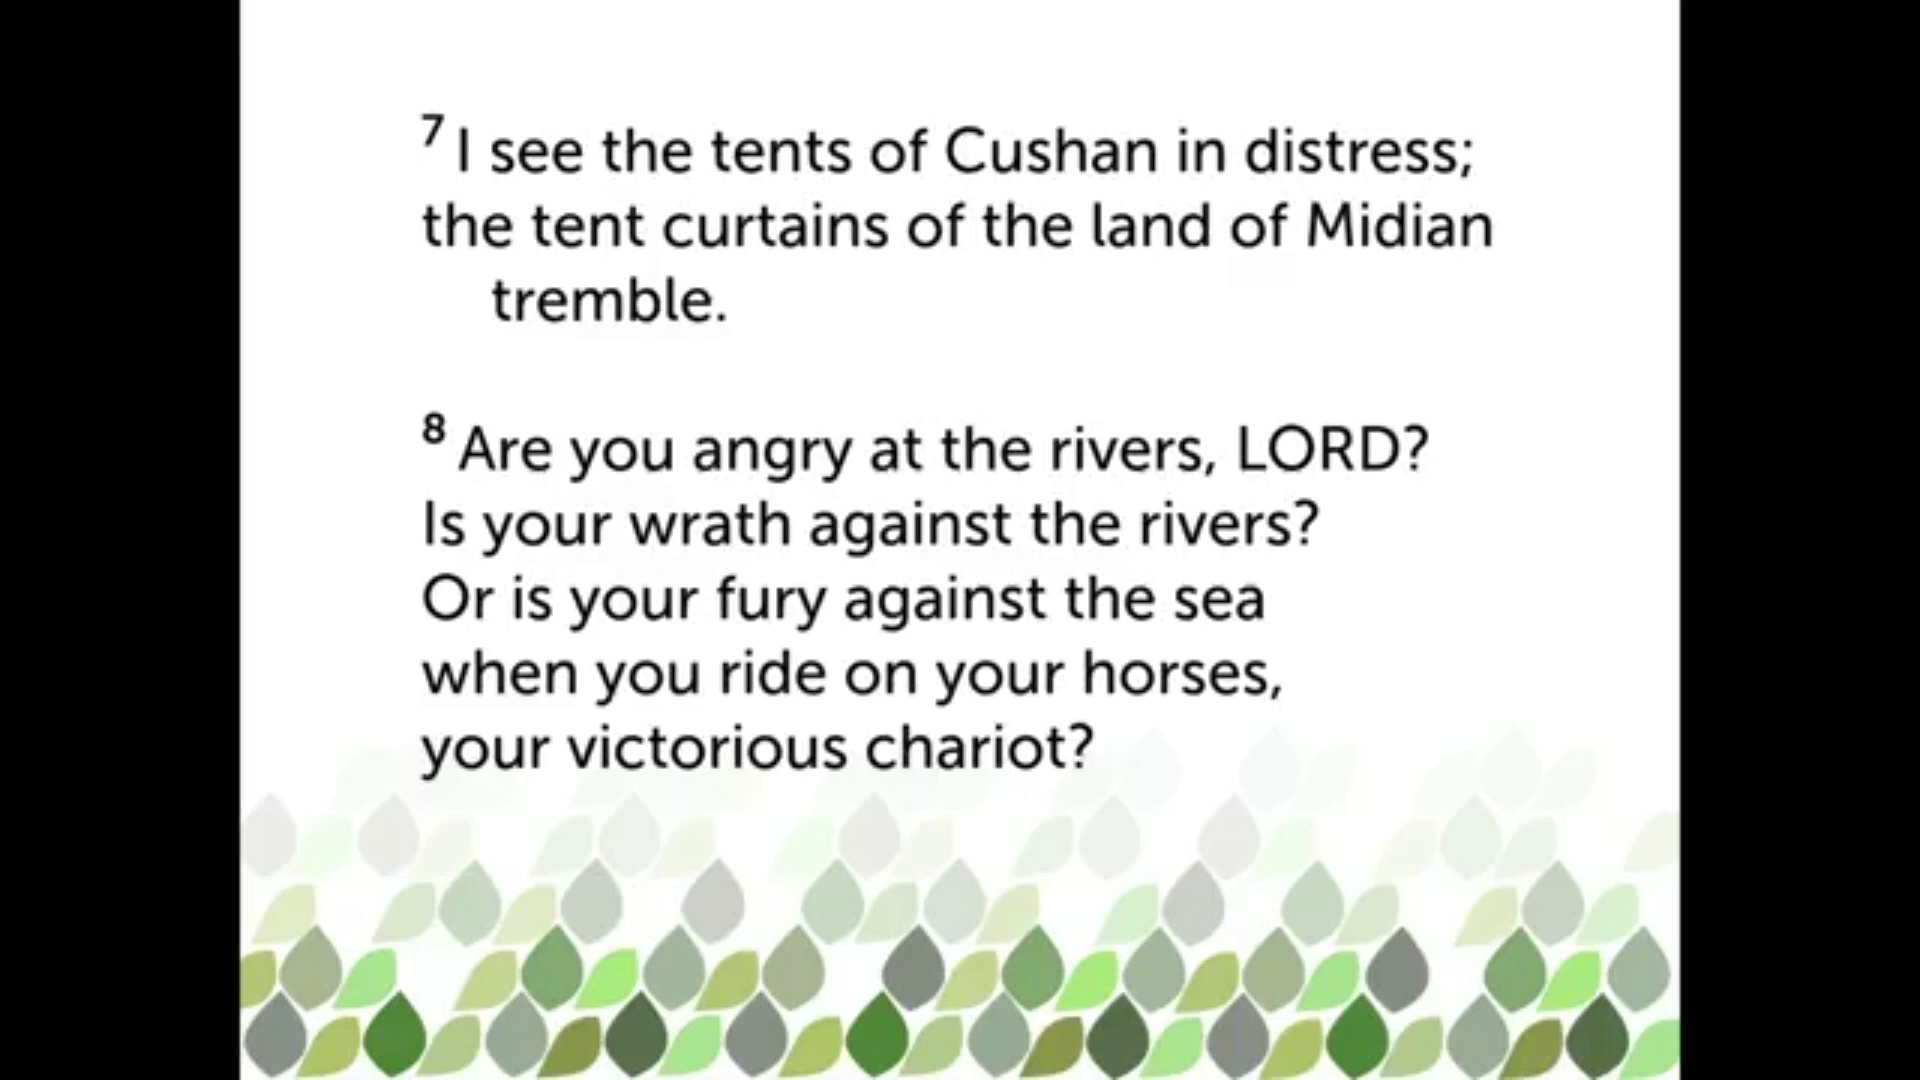 7 I see the tents of Cushan in distress;
the tent curtains of the land of Midian
tremble.
8 Are you angry at the rivers, LORD?
Is your wrath against the rivers?
Or is your fury against the sea
when you ride on your horses,
your victorious chariot?